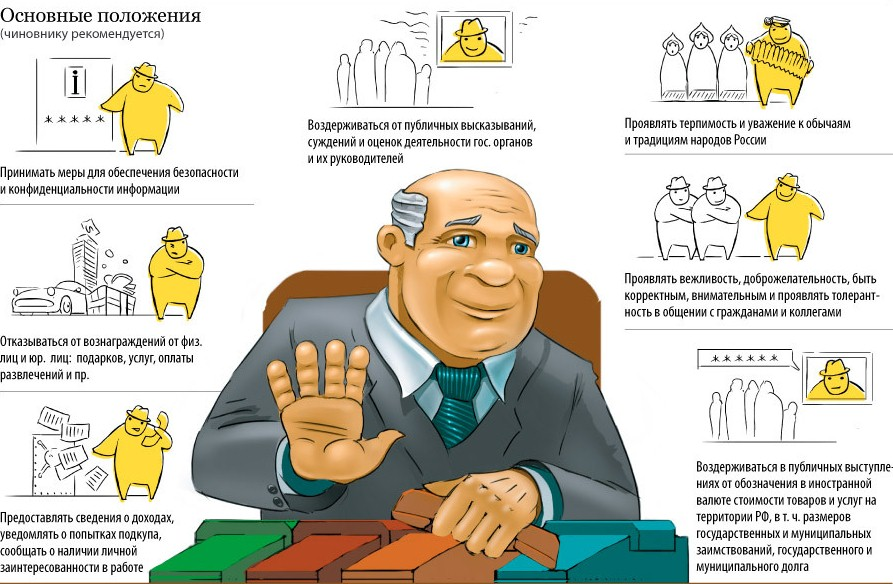 Основные положения
(чиновнику рекомендуется)
i
* * * * *
Принимать меры для обеспечения безопасности
и конфиденциальности информации
Отказываться от вознаграждений от физ.
лиц и юр. лиц: подарков, услуг, оплаты
развлечений и пр.
Предоставлять сведения о доходах,
уведомлять о попытках подкупа,
сообщать о наличии личной
заинтересованности в работе
Воздерживаться от публичных высказываний,
суждений и оценок деятельности гос. органов
и их руководителей
Проявлять терпимость и уважение к обычаям
и традициям народов России
Проявлять вежливость, доброжелательность, быть
корректным, внимательным и проявлять толерант-
ность в общении с гражданами и коллегами
* * * * * *
Воздерживаться в публичных выступле-
ниях от обозначения в иностранной
валюте стоимости товаров и услуг на
территории РФ, в т. ч. размеров
государственных и муниципальных
заимствований, государственного и
муниципального долга